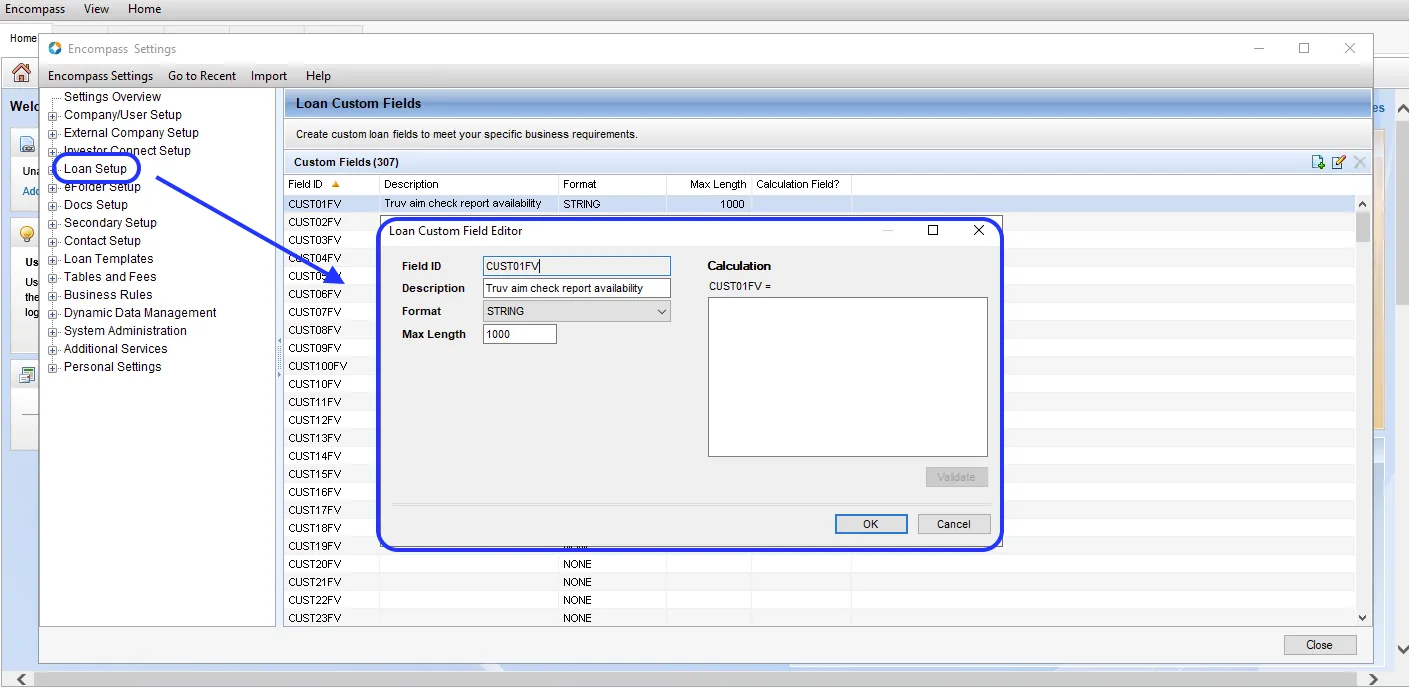 Encompass View Home
Home
Encompass Settings
Encompass Settings Go to Recent Import Help
Welc
Una
Add
Us
Use
the
log
es
Settings Overview
Company/User Setup
External Company Setup
Investor Connect Setup
Loan Setup
eFolder Setup
Docs Setup
Secondary Setup
Contact Setup
Loan Templates
Tables and Fees
Business Rules
Dynamic Data Management
System Administration
Additional Services
Personal Settings
Loan Custom Fields
Create custom loan fields to meet your specific business requirements.
Custom Fields (307)
Field ID Description Format Max Length Calculation Field?
CUST01FV Truv aim check report availability STRING 1000
CUST02FV
CUST03FV
CUST04FV
CUST05FV
CUST06FV
CUST07FV
CUST08FV
CUST09FV
CUST100FV
CUST10FV
CUST11FV
CUST12FV
CUST13FV
CUST14FV
CUST15FV
CUST16FV
CUST17FV
CUST18FV
CUST19FV NONE
CUST20FV NONE
CUST21FV NONE
CUST22FV NONE
CUST23FV NONE
Loan Custom Field Editor
Field ID CUST01FV
Description Truv aim check report availability
Format STRING
Max Length 1000
Calculation
CUST01FV =
Validate
OK Cancel
Close